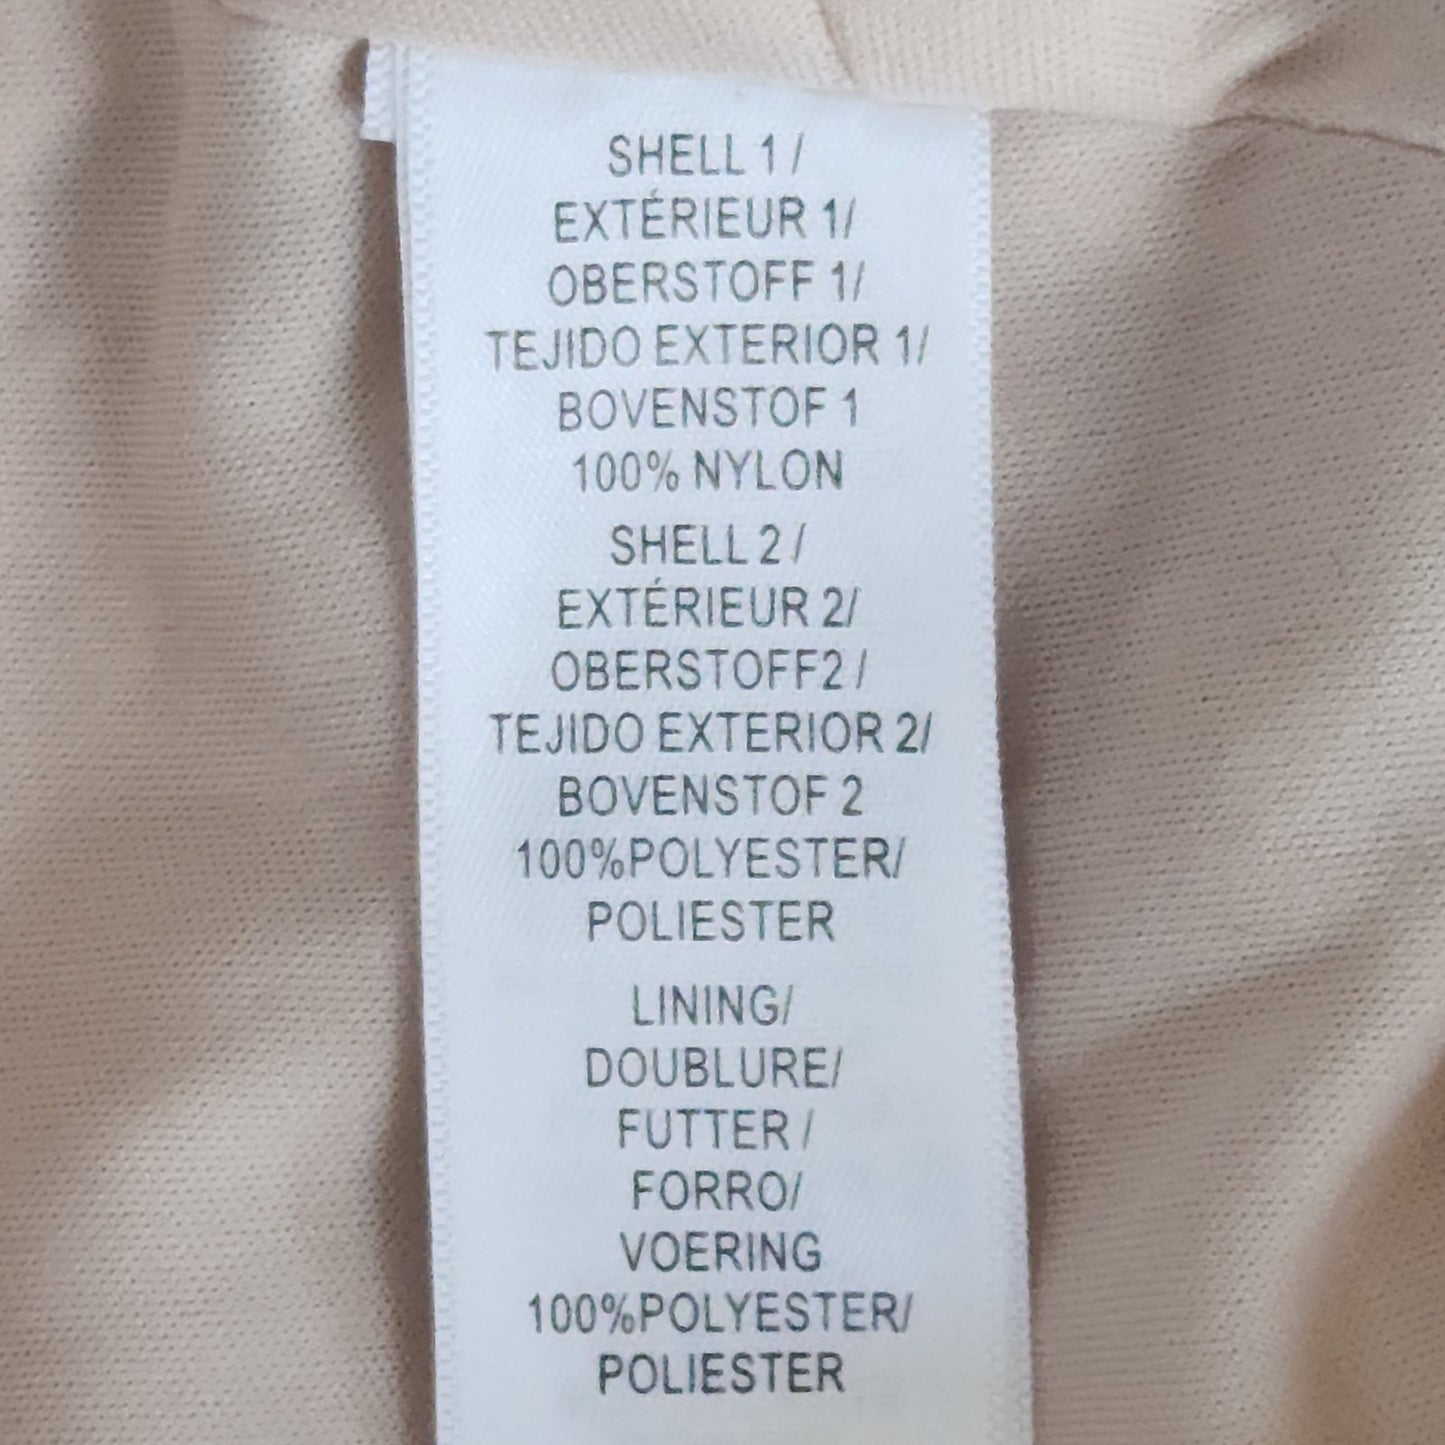 SHELL 1 /
EXTÉRIEUR 1/
OBERSTOFF 1/
TEJIDO EXTERIOR 1/
BOVENSTOF 1
100% NYLON
SHELL 2 /
EXTÉRIEUR 2/
OBERSTOFF2 /
TEJIDO EXTERIOR 2/
BOVENSTOF 2
100%POLYESTER/
POLIESTER
LINING/
DOUBLURE/
FUTTER /
FORRO/
VOERING
100%POLYESTER/
POLIESTER